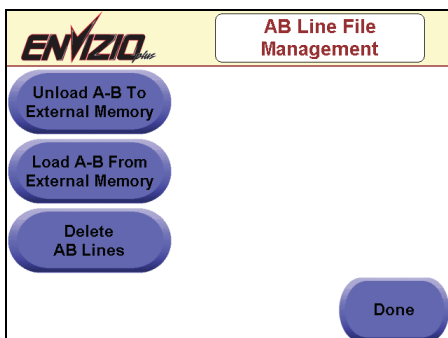 ENVIZIO plus
AB Line File
Management
Unload A-B To
External Memory
Load A-B From
External Memory
Delete
AB Lines
Done